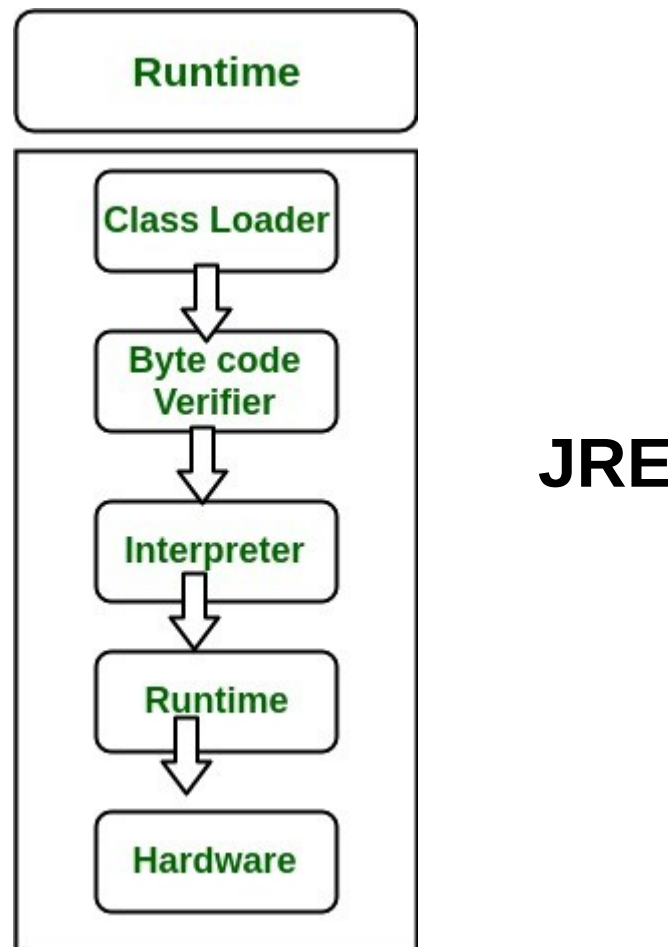 Runtime
Class Loader
Byte code
Verifier
Interpreter
JRE
Runtime
Hardware